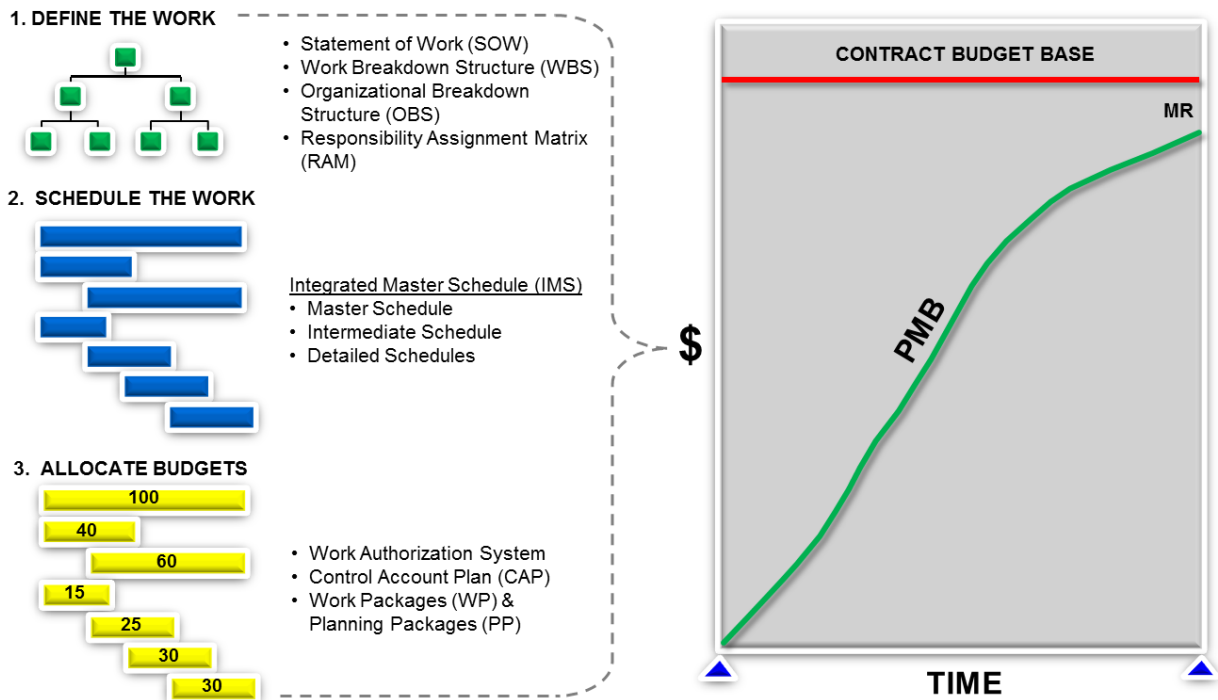 1. DEFINE THE WORK
• Statement of Work (SOW)
• Work Breakdown Structure (WBS)
• Organizational Breakdown
Structure (OBS)
• Responsibility Assignment Matrix
(RAM)
2. SCHEDULE THE WORK
Integrated Master Schedule (IMS)
• Master Schedule
• Intermediate Schedule
• Detailed Schedules
3. ALLOCATE BUDGETS
100
40
60
15
25
30
30
• Work Authorization System
• Control Account Plan (CAP)
• Work Packages (WP) &
Planning Packages (PP)
$
CONTRACT BUDGET BASE
MR
PMB
TIME